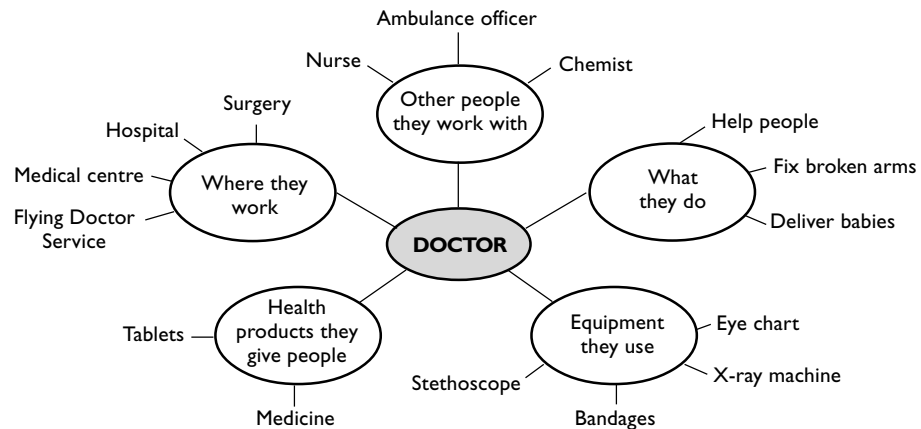 Ambulance officer
Nurse
Chemist
Other people
they work with
Surgery
Hospital
Medical centre
Flying Doctor
Service
Where they
work
Help people
Fix broken arms
Deliver babies
What
they do
DOCTOR
Health
products they
give people
Tablets
Medicine
Equipment
they use
Eye chart
X-ray machine
Stethoscope
Bandages